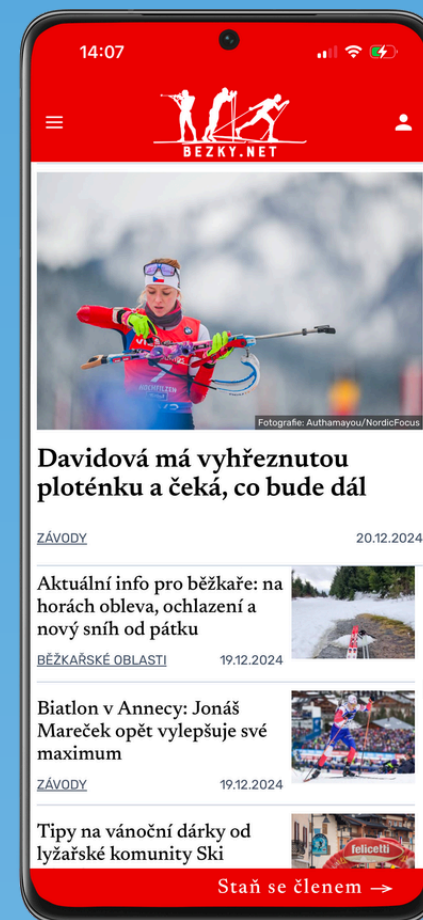 14:07
BEZKY.NET
HOCHFILZEN
7
Fotografie: Authamayou/NordicFocus
Davidová má vyhřeznutou
ploténku a čeká, co bude dál
ZÁVODY
20.12.2024
Aktuální info pro běžkaře: na
horách obleva, ochlazení a
nový sníh od pátku
BĚŽKAŘSKÉ OBLASTI
19.12.2024
Biatlon v Annecy: Jonáš
Mareček opět vylepšuje své
maximum
ZÁVODY
19.12.2024
Tipy na vánoční dárky od
lyžařské komunity Ski
felicetti
Staň se členem →